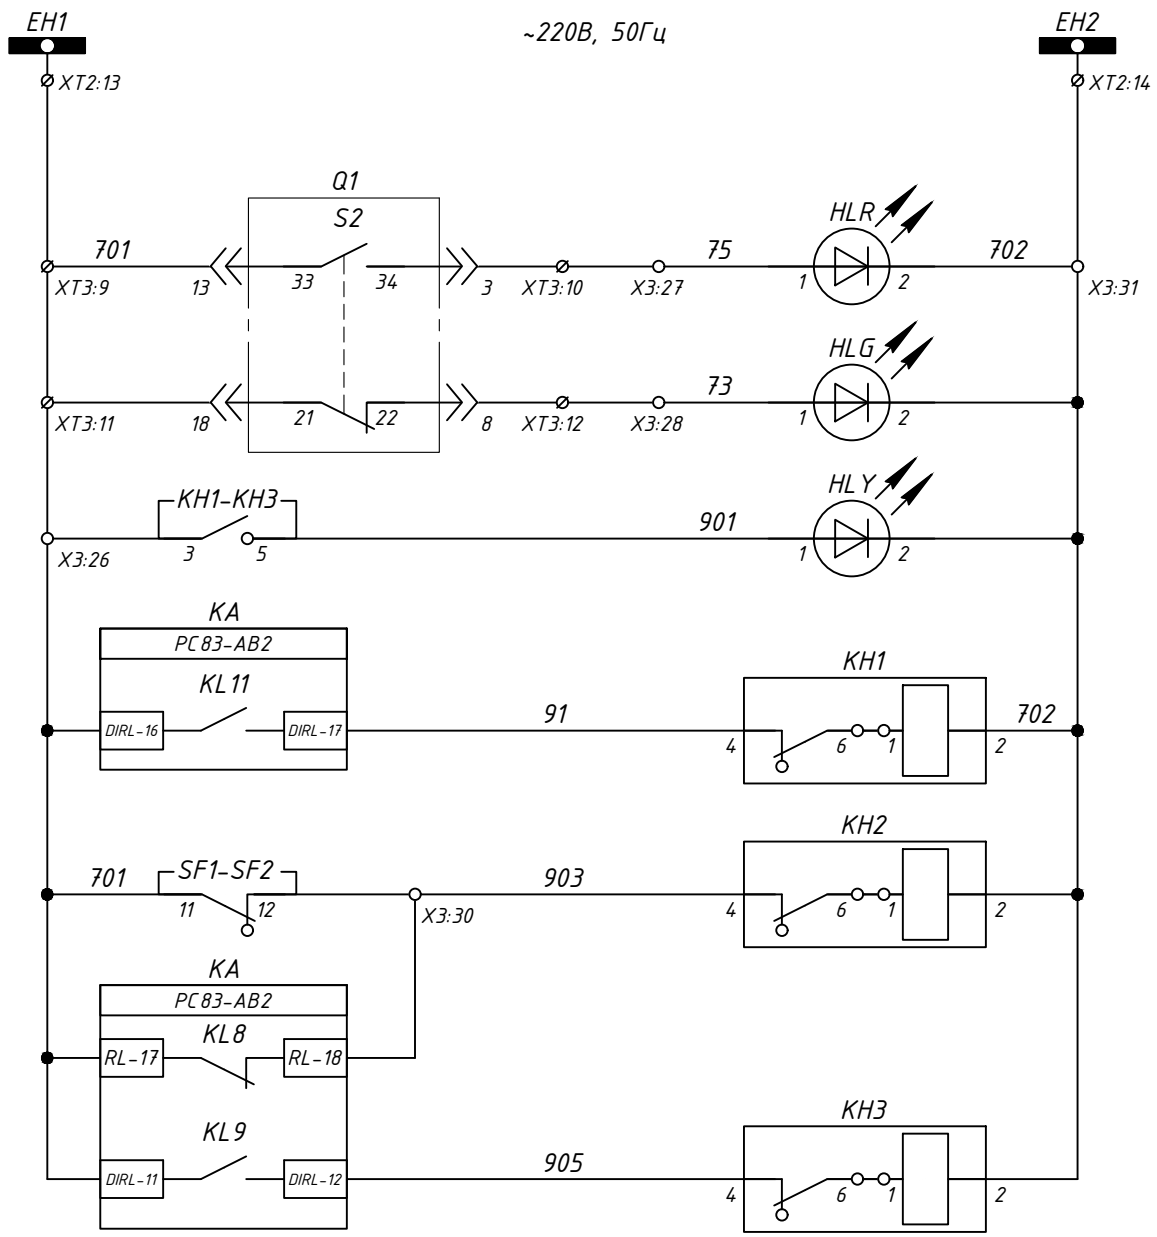 EH1
~220В, 50Гц
EH2
XT2:13
XT2:14
Q1
S2
HLR
701
75
702
13
33
34
3
1
2
XT3:9
XT3:10
X3:27
X3:31
HLG
73
18
21
22
8
1
2
XT3:11
XT3:12
X3:28
KH1-KH3
HLY
901
3
5
1
2
X3:26
KA
РС83-АВ2
KL11
KH1
DIRL-16
DIRL-17
91
702
4
6
1
2
KH2
701
SF1-SF2
903
11
12
X3:30
4
6
1
2
KA
РС83-АВ2
KL8
RL-17
RL-18
KH3
KL9
DIRL-11
DIRL-12
905
4
6
1
2